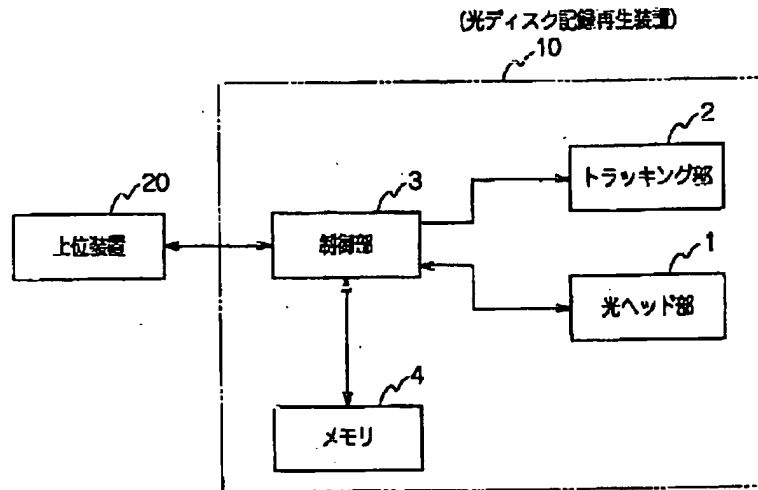 (光ディスク記録再生装置)
10
2
トラッキング部
20
3
上位装置
制御部
1
光ヘッド部
4
メモリ